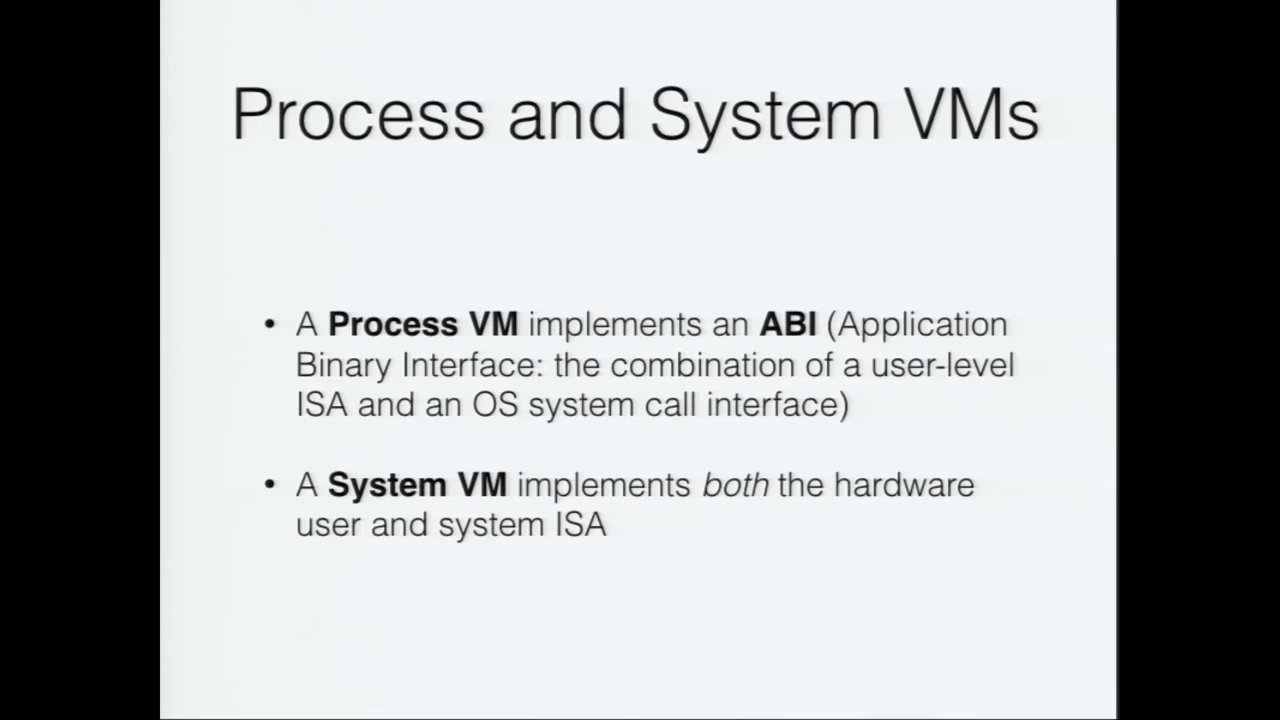 Process and System VMs
• A Process VM implements an ABI (Application
Binary Interface: the combination of a user-level
ISA and an OS system call interface)
• A System VM implements both the hardware
user and system ISA